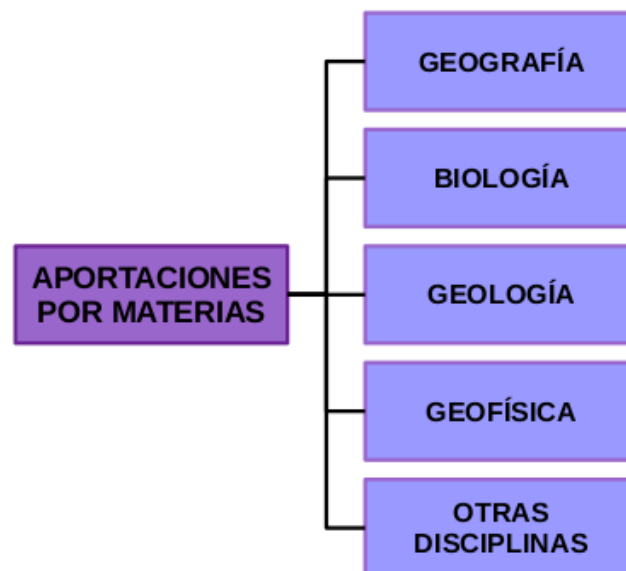 GEOGRAFÍA
BIOLOGÍA
APORTACIONES
POR MATERIAS
GEOLOGÍA
GEOFÍSICA
OTRAS
DISCIPLINAS